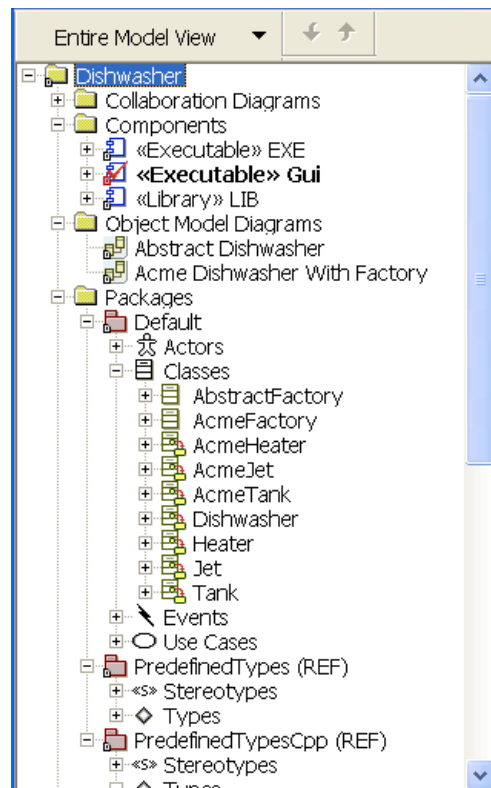 Entire Model View
Dishwasher
Collaboration Diagrams
Components
«Executable» EXE
«Executable» Gui
«Library» LIB
Object Model Diagrams
Abstract Dishwasher
Acme Dishwasher With Factory
Packages
Default
Actors
Classes
AbstractFactory
AcmeFactory
AcmeHeater
AcmeJet
AcmeTank
Dishwasher
Heater
Jet
Tank
Events
Use Cases
PredefinedTypes (REF)
«S» Stereotypes
Types
PredefinedTypesCpp (REF)
«S» Stereotypes
Types